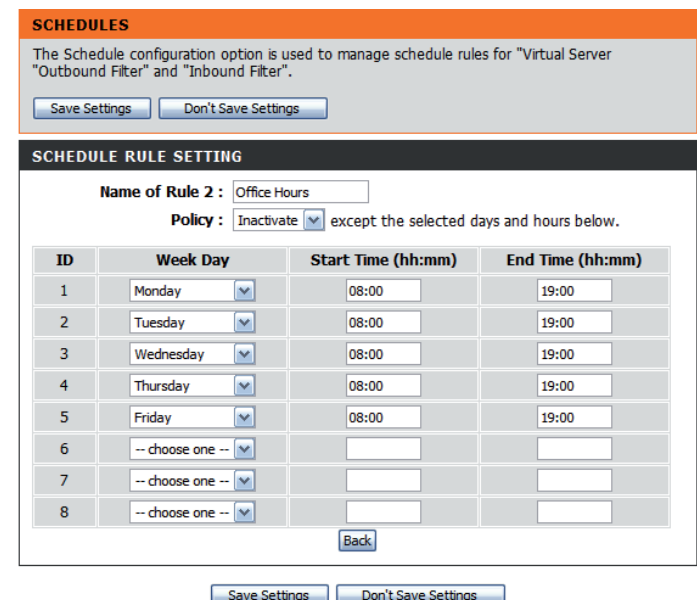 SCHEDULES
The Schedule configuration option is used to manage schedule rules for "Virtual Server
"Outbound Filter" and "Inbound Filter".
Save Settings Don't Save Settings
SCHEDULE RULE SETTING
Name of Rule 2 : Office Hours
Policy : Inactivate except the selected days and hours below.
ID Week Day Start Time (hh:mm) End Time (hh:mm)
1 Monday 08:00 19:00
2 Tuesday 08:00 19:00
3 Wednesday 08:00 19:00
4 Thursday 08:00 19:00
5 Friday 08:00 19:00
6 -- choose one --
7 -- choose one --
8 -- choose one --
Back
Save Settings Don't Save Settings